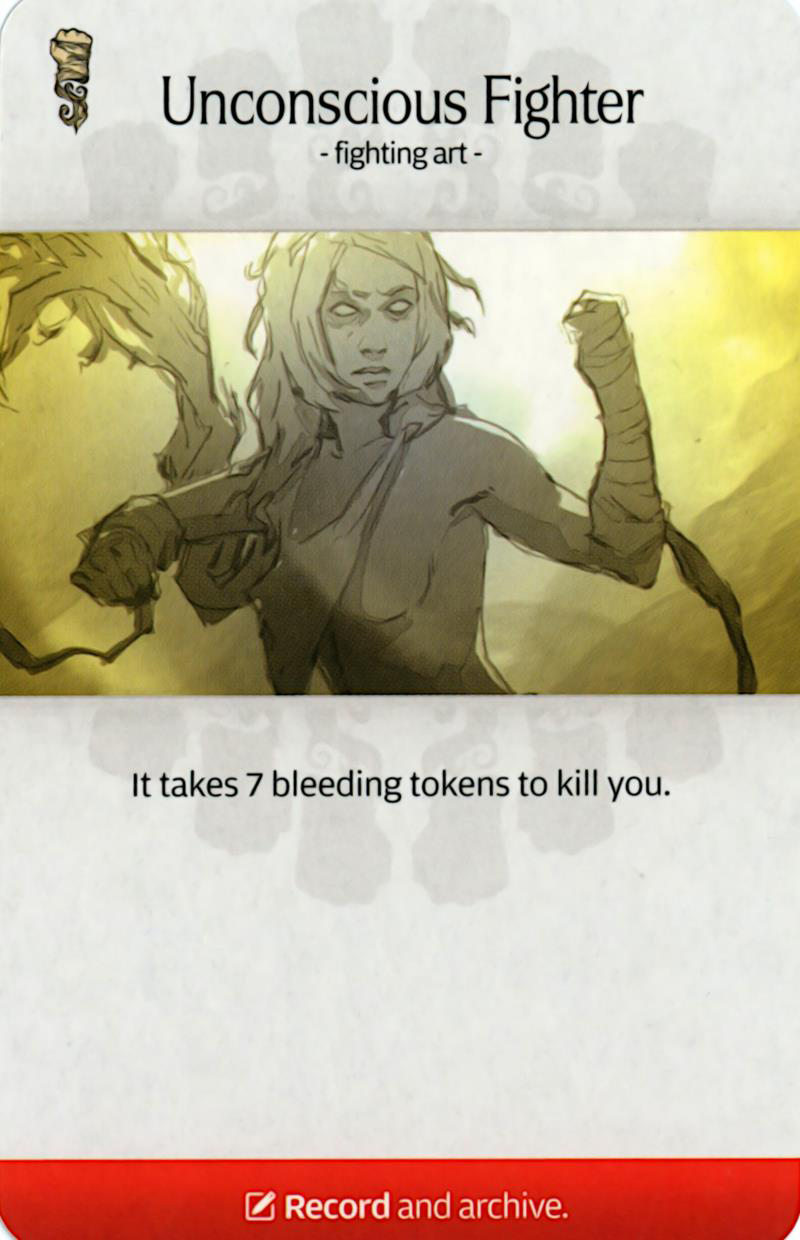 Unconscious Fighter
- fighting art -
It takes 7 bleeding tokens to kill you.
Record and archive.